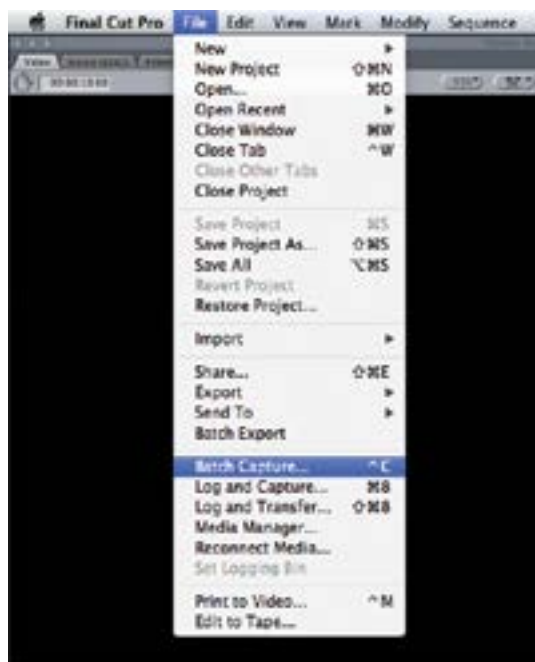 Final Cut Pro File Edit View Mark Modify Sequence
New
New Project ⇧⌘N
Open... ⌘O
Open Recent
Close Window ⌘W
Close Tab ^W
Close Other Tabs
Close Project
Save Project ⌘S
Save Project As... ⇧⌘S
Save All ⌥⌘S
Revert Project
Restore Project...
Import
Share... ⇧⌘E
Export
Send To
Batch Export
Batch Capture... ^C
Log and Capture... ⌘8
Log and Transfer... ⇧⌘8
Media Manager...
Reconnect Media...
Set Logging Bin
Print to Video... ^M
Edit to Tape...